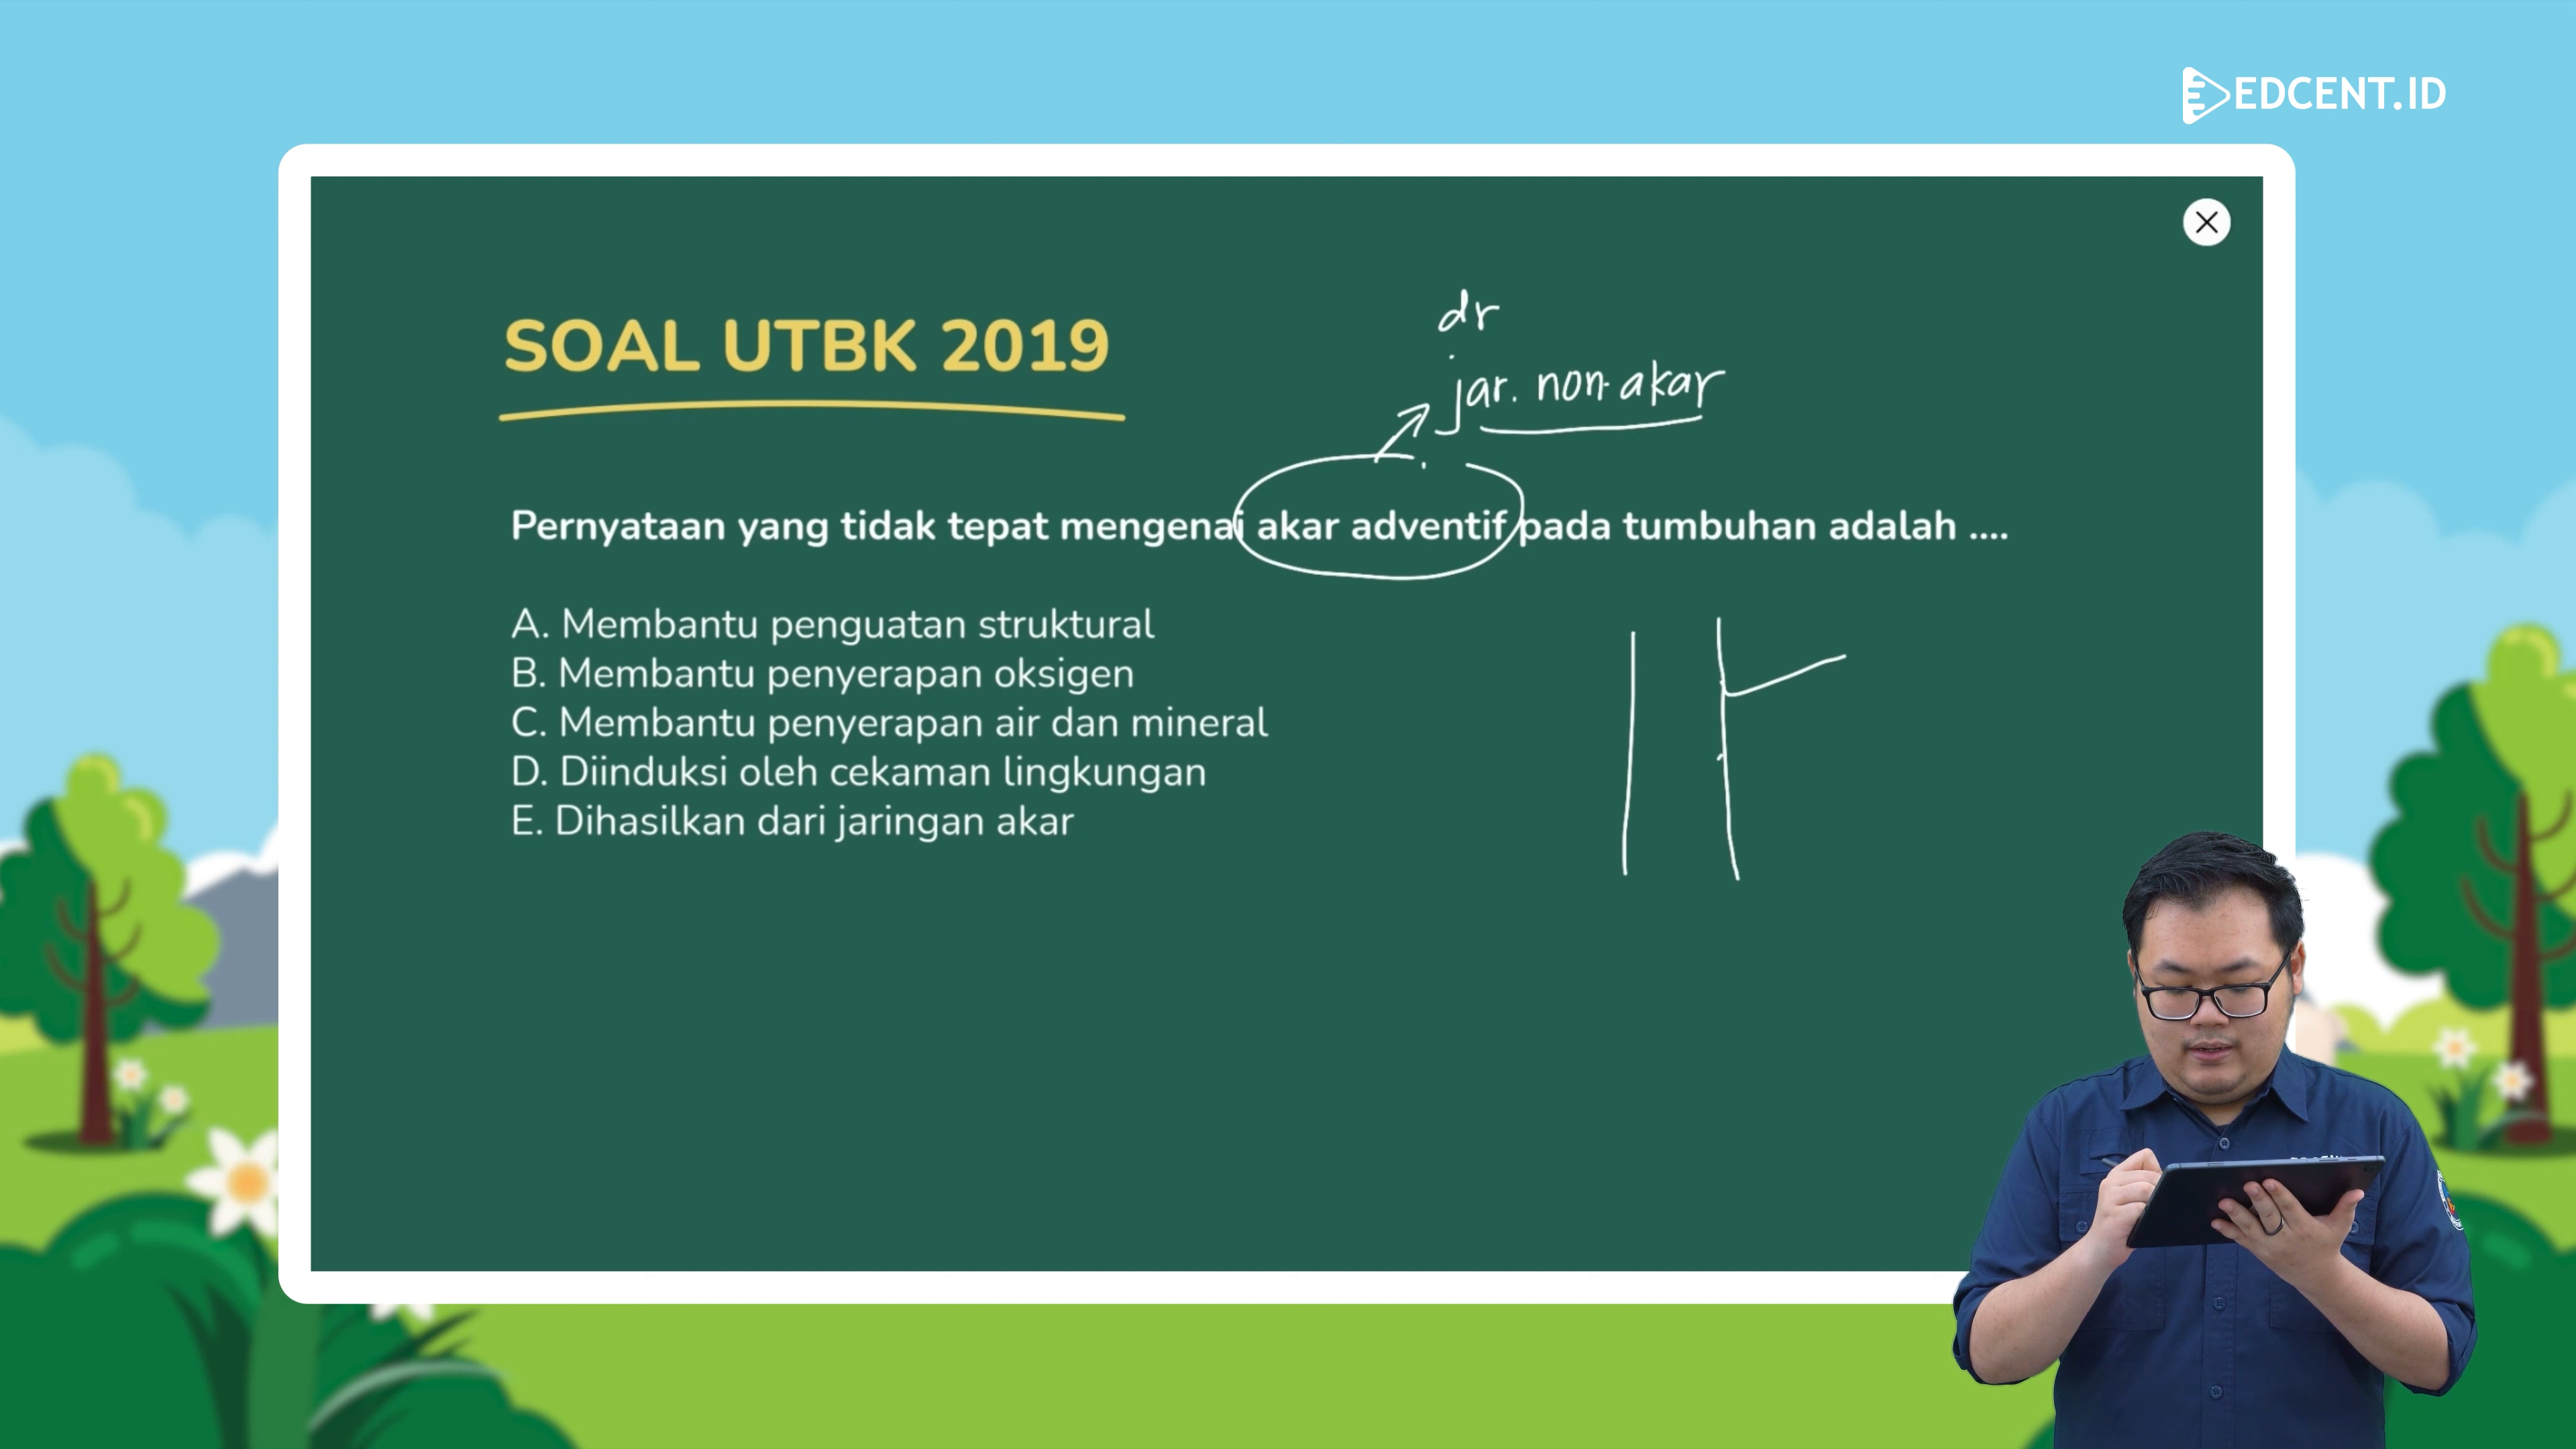 EDCENT.ID
SOAL UTBK 2019
dr
jar. non-akar
Pernyataan yang tidak tepat mengenai akar adventif pada tumbuhan adalah ....
A. Membantu penguatan struktural
B. Membantu penyerapan oksigen
C. Membantu penyerapan air dan mineral
D. Diinduksi oleh cekaman lingkungan
E. Dihasilkan dari jaringan akar